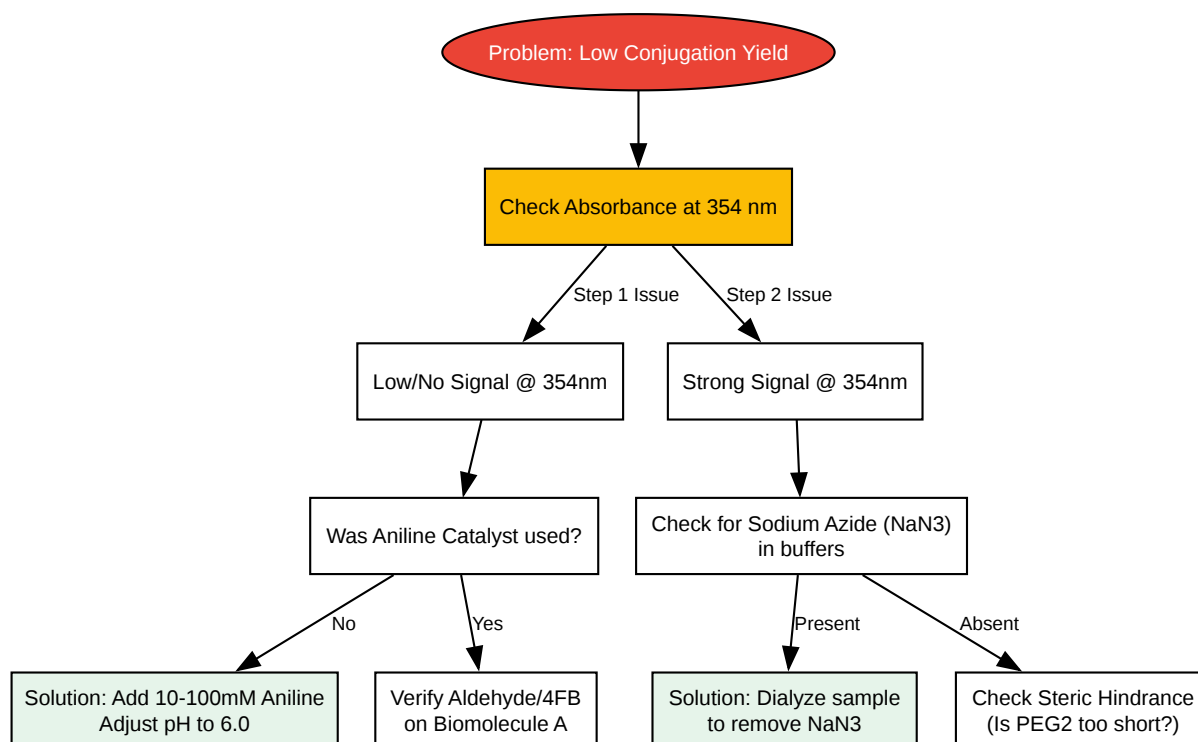 Problem: Low Conjugation Yield
Check Absorbance at 354 nm
Step 1 Issue
Step 2 Issue
Low/No Signal @ 354nm
Strong Signal @ 354nm
Was Aniline Catalyst used?
Check for Sodium Azide (NaN3)
in buffers
No
Yes
Present
Absent
Solution: Add 10-100mM Aniline
Adjust pH to 6.0
Verify Aldehyde/4FB
on Biomolecule A
Solution: Dialyze sample
to remove NaN3
Check Steric Hindrance
(Is PEG2 too short?)